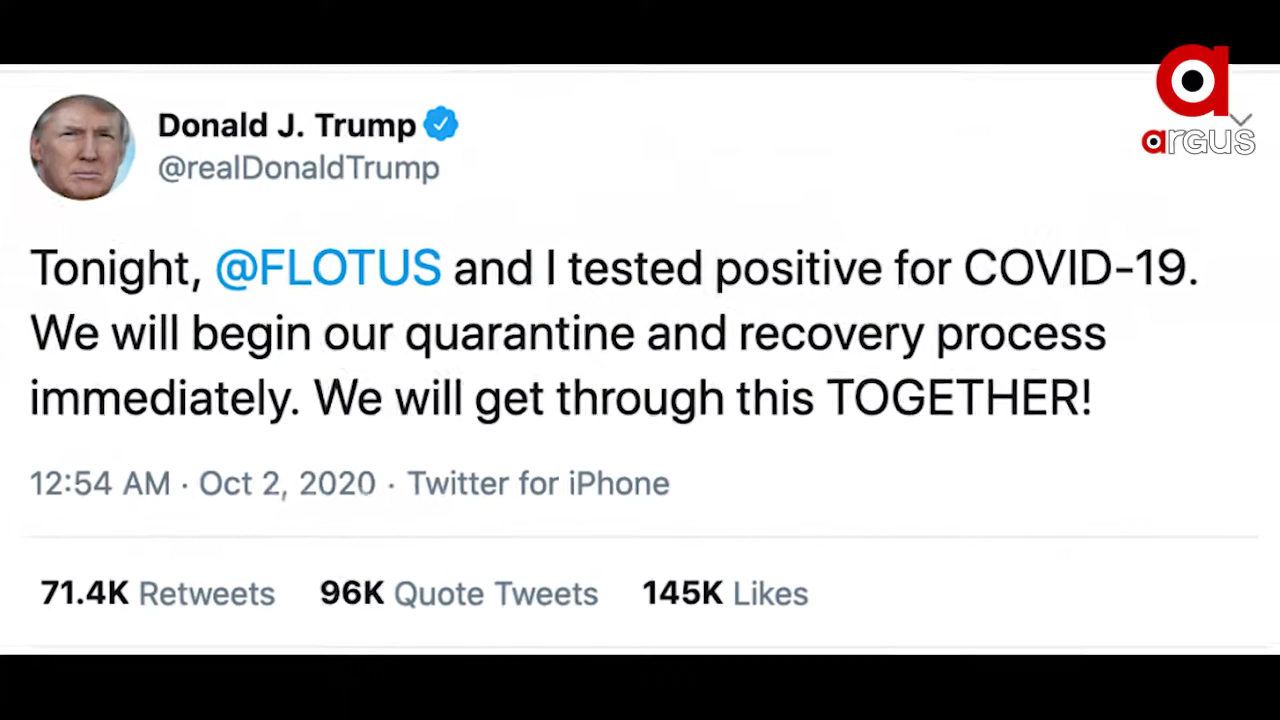 a
argus
Donald J. Trump
@realDonaldTrump
Tonight, @FLOTUS and I tested positive for COVID-19.
We will begin our quarantine and recovery process
immediately. We will get through this TOGETHER!
12:54 AM · Oct 2, 2020 · Twitter for iPhone
71.4K Retweets 96K Quote Tweets 145K Likes